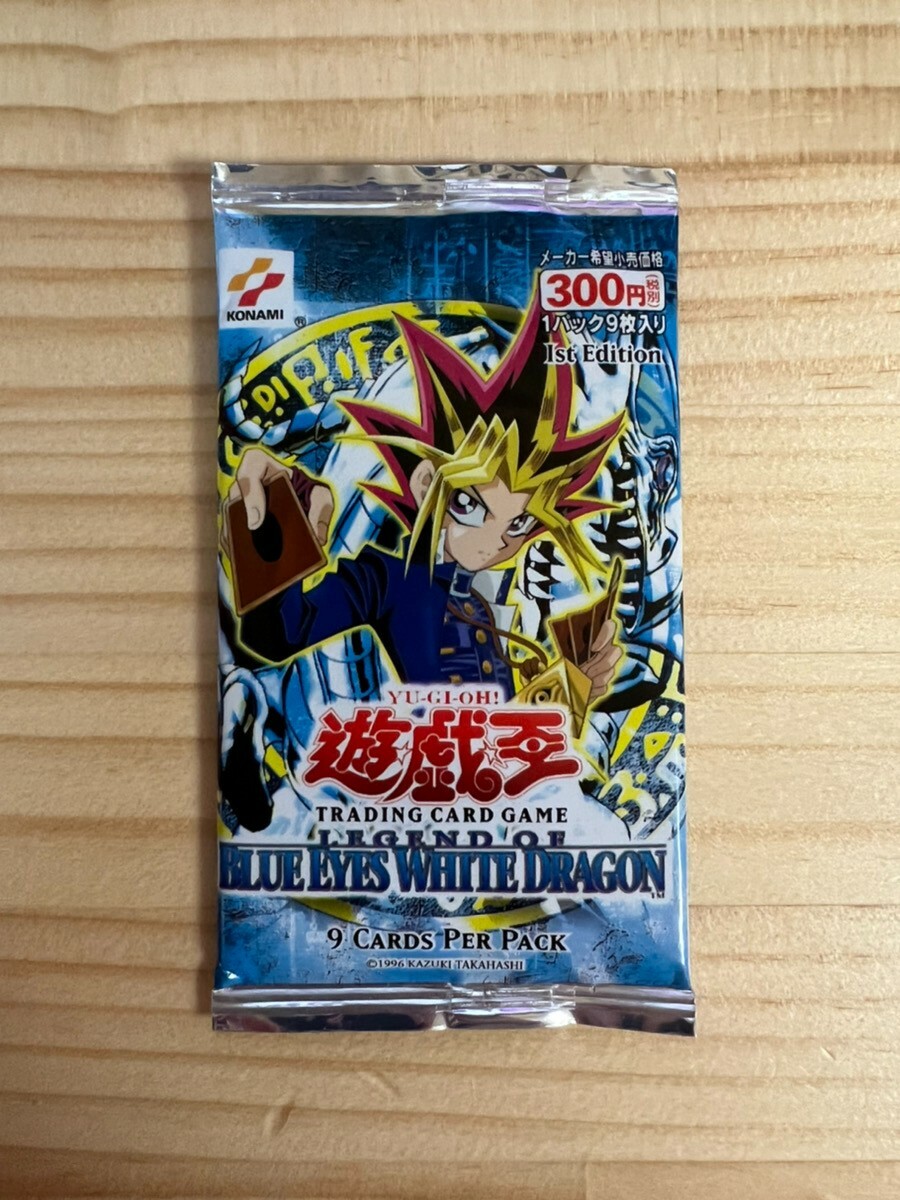 KONAMI
®
メーカー希望小売価格
300円(税別)
1パック9枚入り
1st Edition
YU-GI-OH!
遊戯王
TRADING CARD GAME
LEGEND OF
BLUE EYES WHITE DRAGON
TM
9 CARDS PER PACK
©1996 KAZUKI TAKAHASHI